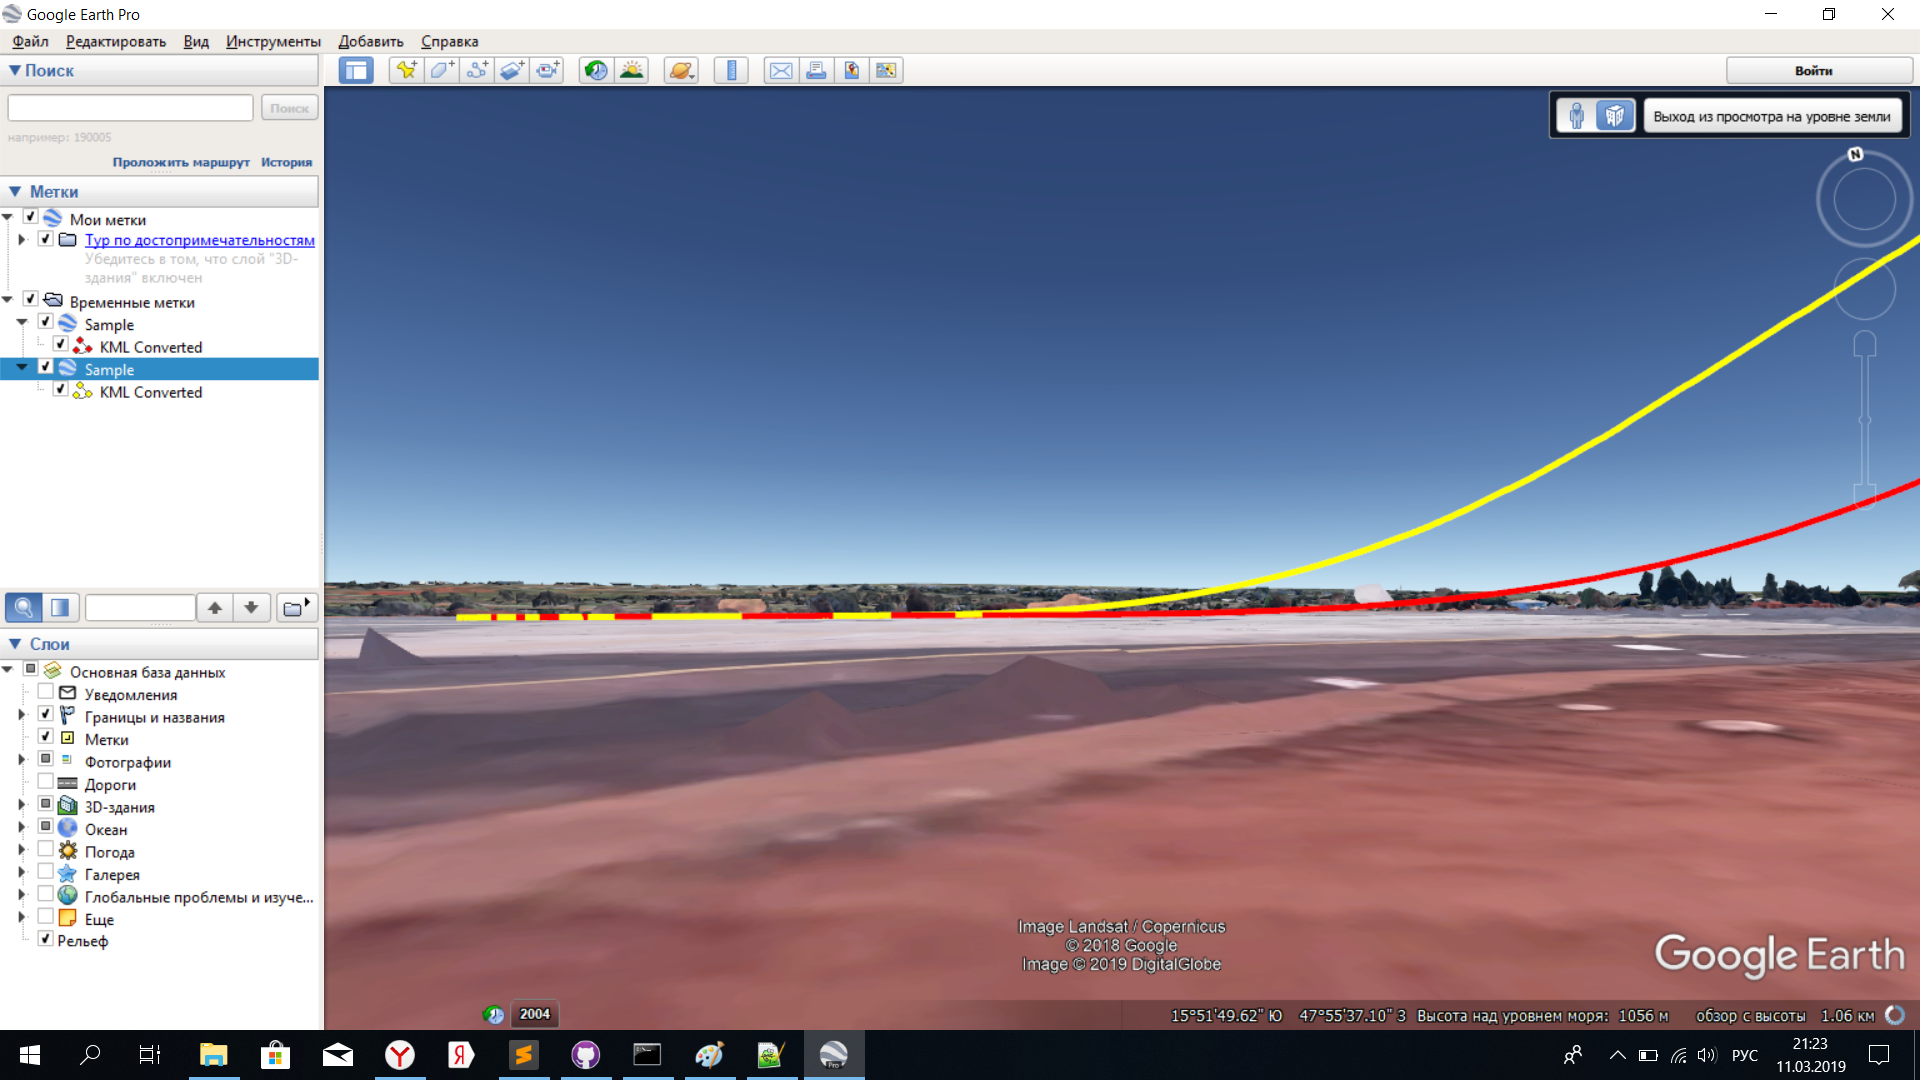 Google Earth Pro
Файл Редактировать Вид Инструменты Добавить Справка
Поиск
Войти
Поиск
например: 190005
Проложить маршрут История
Выход из просмотра на уровне земли
N
Метки
Мои метки
Тур по достопримечательностям
Убедитесь в том, что слой "3D-
здания" включен
Временные метки
Sample
KML Converted
Sample
KML Converted
Слои
Основная база данных
Уведомления
Границы и названия
Метки
Фотографии
Дороги
3D-здания
Океан
Погода
Галерея
Глобальные проблемы и изуче...
Еще
Рельеф
Image Landsat / Copernicus
© 2018 Google
Image © 2019 DigitalGlobe
Google Earth
2004
15°51'49.62" Ю 47°55'37.10" З Высота над уровнем моря: 1056 м обзор с высоты 1.06 км
Pro
РУС
21:23
11.03.2019